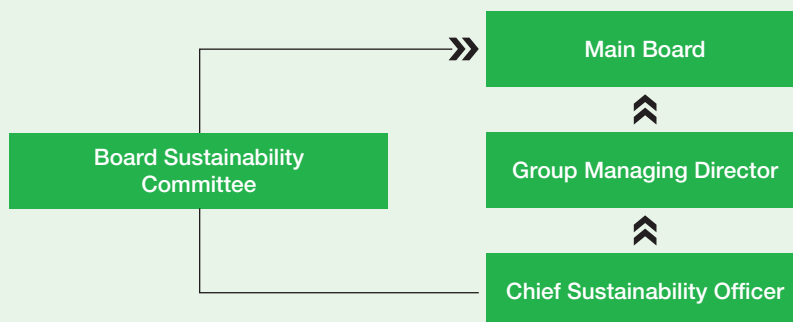 Main Board
Board Sustainability
Committee
Group Managing Director
Chief Sustainability Officer